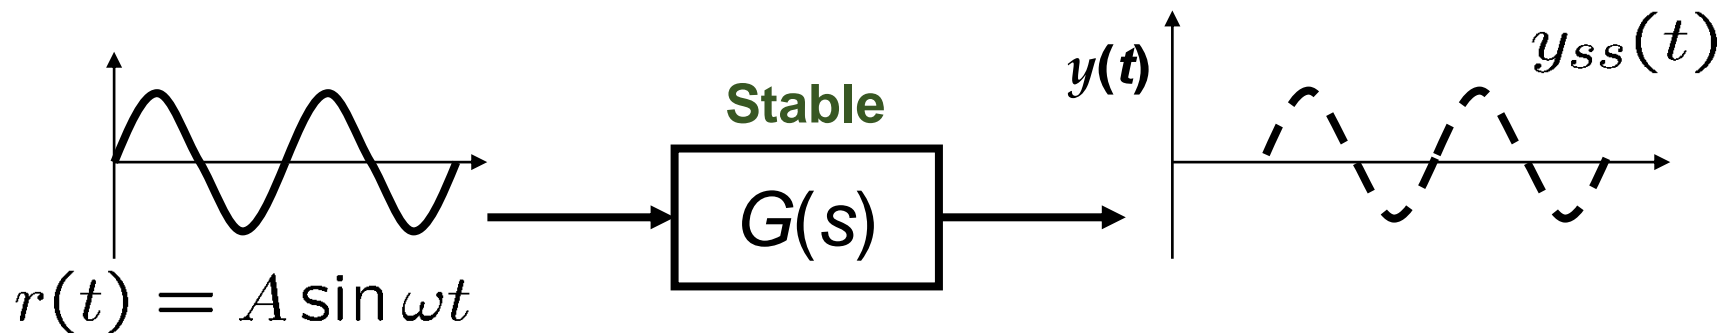 r(t) = A sin ωt
Stable
G(s)
y(t)
y_{ss}(t)